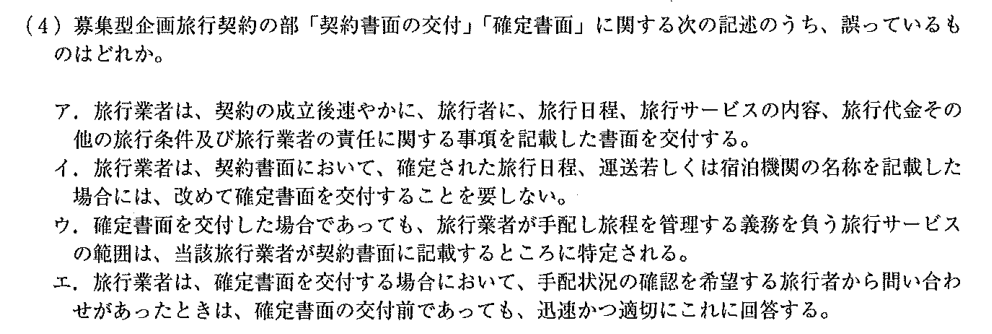 （４）募集型企画旅行契約の部「契約書面の交付」「確定書面」に関する次の記述のうち、誤っているも
のはどれか。
ア．旅行業者は、契約の成立後速やかに、旅行者に、旅行日程、旅行サービスの内容、旅行代金その
他の旅行条件及び旅行業者の責任に関する事項を記載した書面を交付する。
イ．旅行業者は、契約書面において、確定された旅行日程、運送若しくは宿泊機関の名称を記載した
場合には、改めて確定書面を交付することを要しない。
ウ．確定書面を交付した場合であっても、旅行業者が手配し旅程を管理する義務を負う旅行サービス
の範囲は、当該旅行業者が契約書面に記載するところに特定される。
エ．旅行業者は、確定書面を交付する場合において、手配状況の確認を希望する旅行者から問い合わ
せがあったときは、確定書面の交付前であっても、迅速かつ適切にこれに回答する。